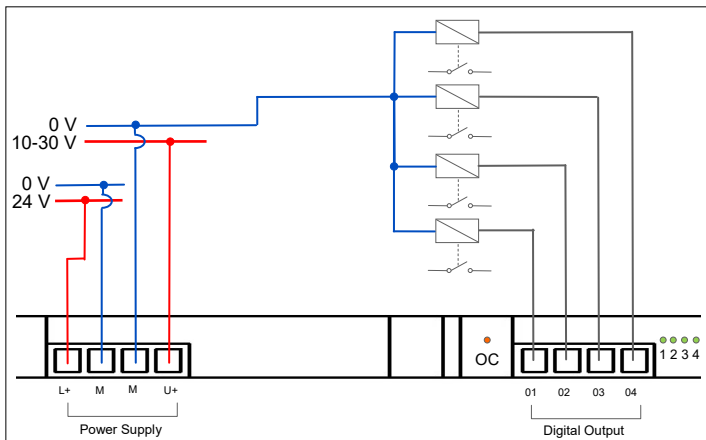 0 V
10-30 V
0 V
24 V
OC
1 2 3 4
L+ M M U+
01 02 03 04
Power Supply
Digital Output